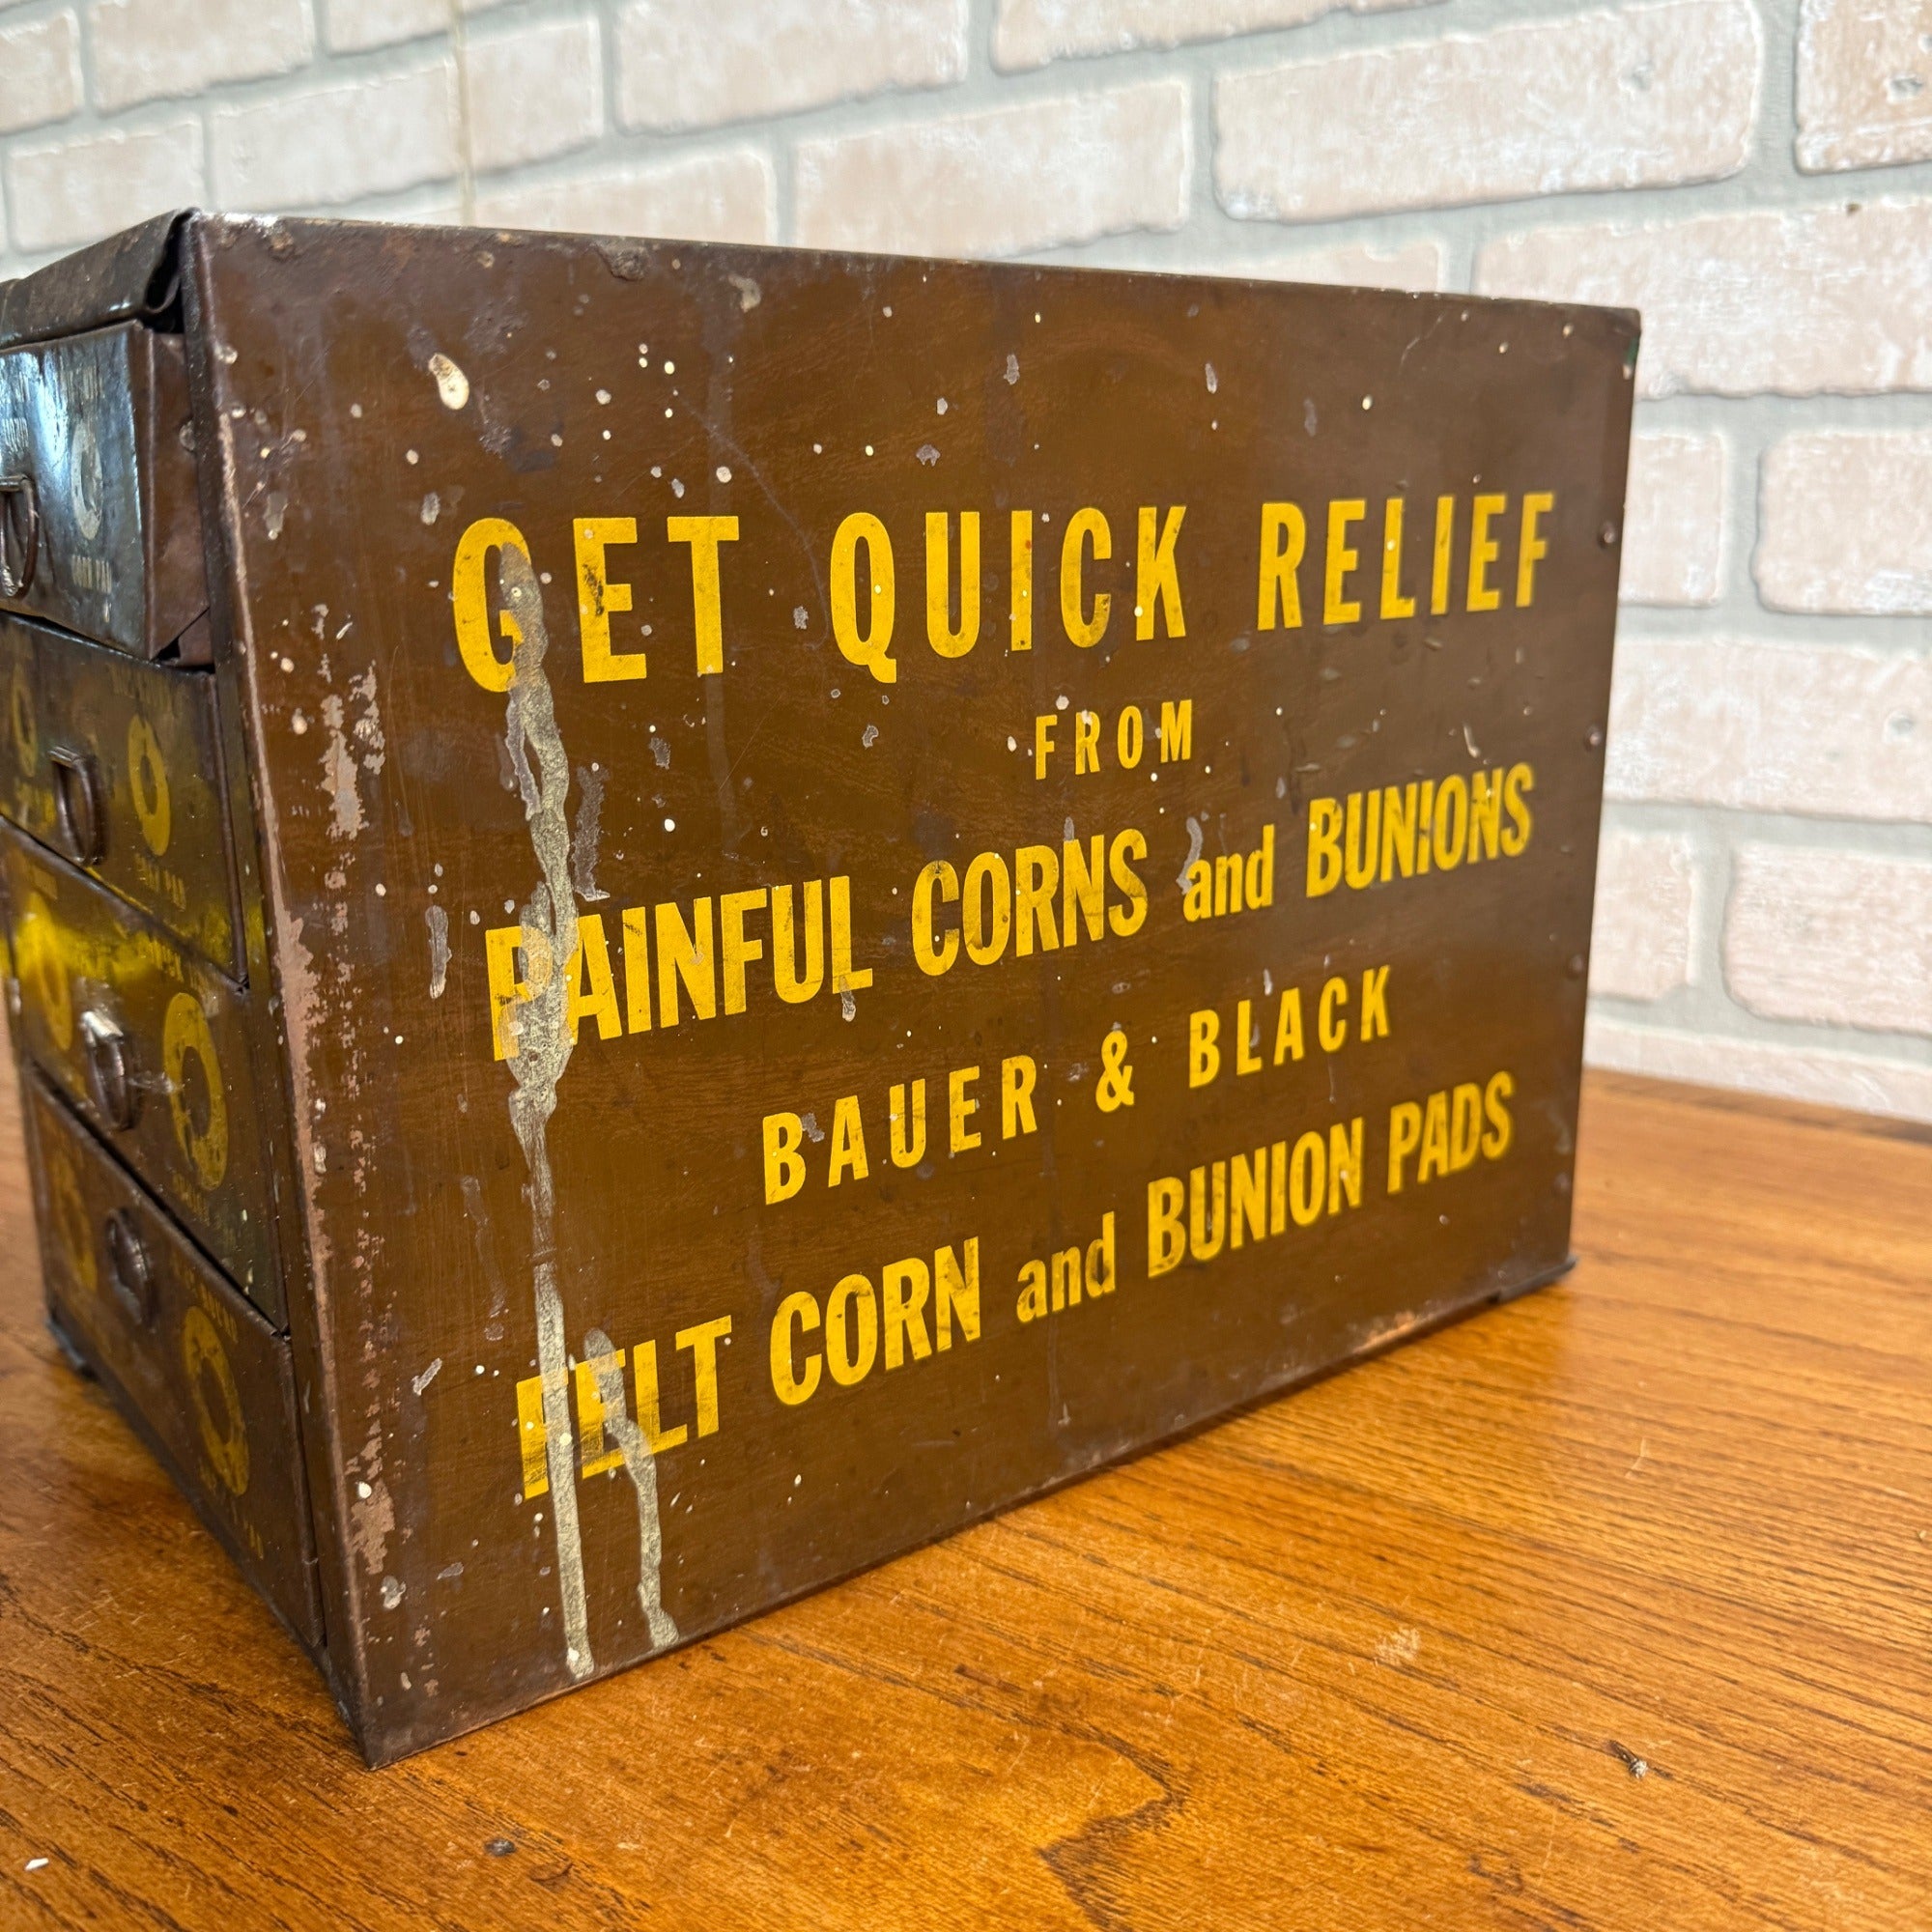 GET QUICK RELIEF
FROM
PAINFUL CORNS and BUNIONS
BAUER & BLACK
FELT CORN and BUNION PADS